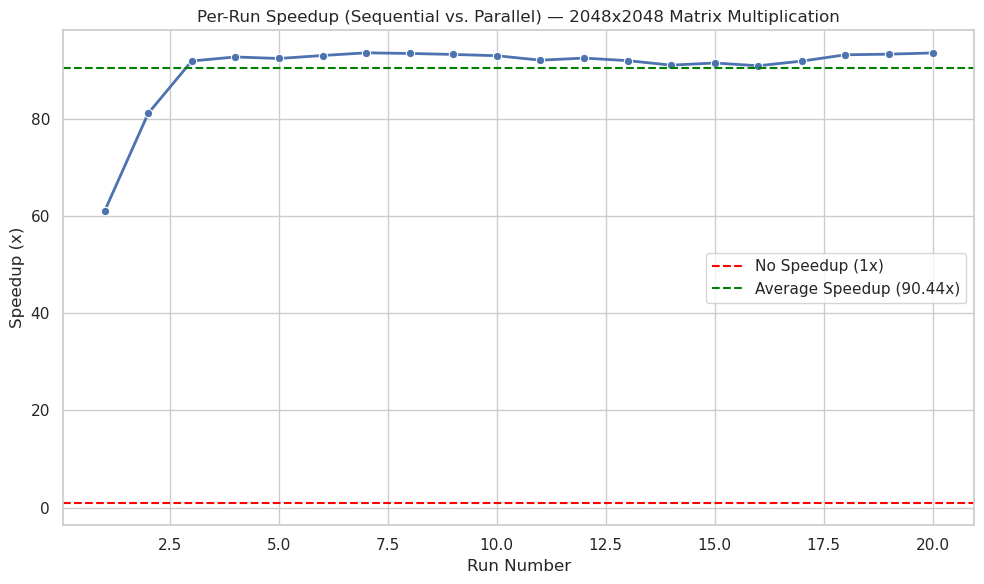 Per-Run Speedup (Sequential vs. Parallel) — 2048x2048 Matrix Multiplication
Speedup (x)
80
60
40
20
0
No Speedup (1x)
Average Speedup (90.44x)
2.5 5.0 7.5 10.0 12.5 15.0 17.5 20.0
Run Number